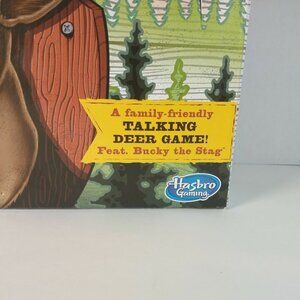 A family-friendly
TALKING
DEER GAME!
Feat. Bucky the Stag
Hasbro
Gaming